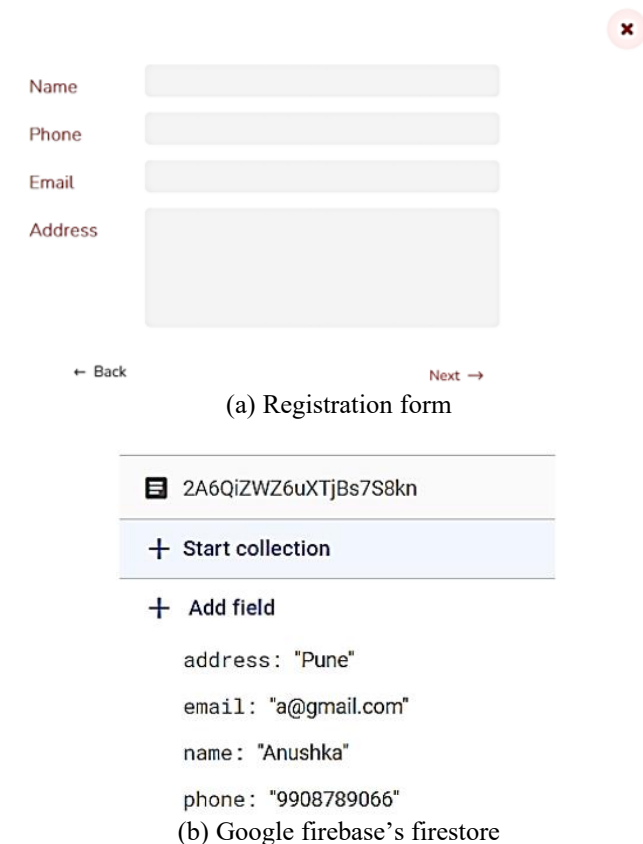 Name
Phone
Email
Address
← Back
Next →
(a) Registration form
2A6QiZWZ6uXTjBs7S8kn
+ Start collection
+ Add field
address: "Pune"
email: "a@gmail.com"
name: "Anushka"
phone: "9908789066"
(b) Google firebase's firestore